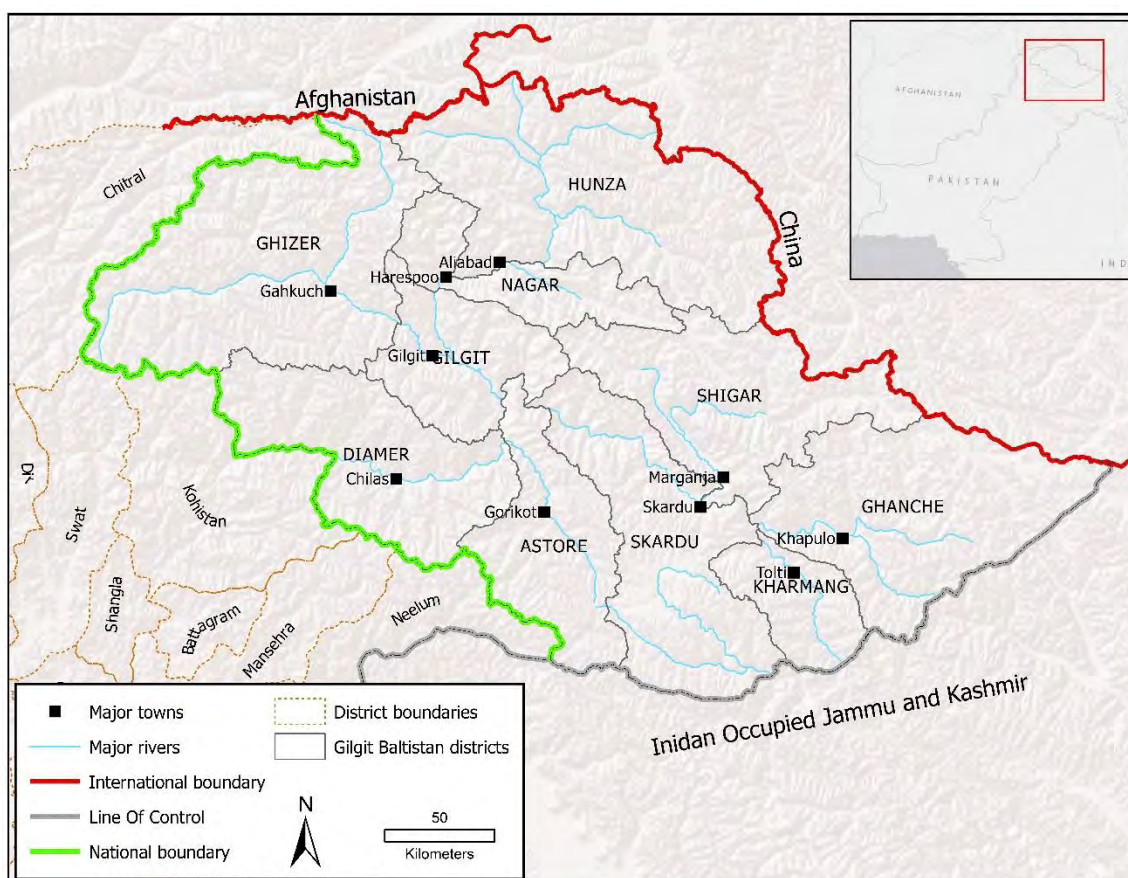 Afghanistan
AFGHANISTAN
PAKISTAN
IND
Chitral
HUNZA
China
GHIZER
Aliabad
Harespoo
NAGAR
Gahkuch
Gilgit
GILGIT
SHIGAR
DIAMER
Chilas
Marganja
Skardu
GHANCHE
Gorikot
ASTORE
SKARDU
Khapulo
Tolti
KHARMANG
DIR
Swat
Kohistan
Shangla
Battagram
Mansehra
Neelum
Inidan Occupied Jammu and Kashmir
Major towns
District boundaries
Major rivers
Gilgit Baltistan districts
International boundary
Line Of Control
National boundary
N
50
Kilometers